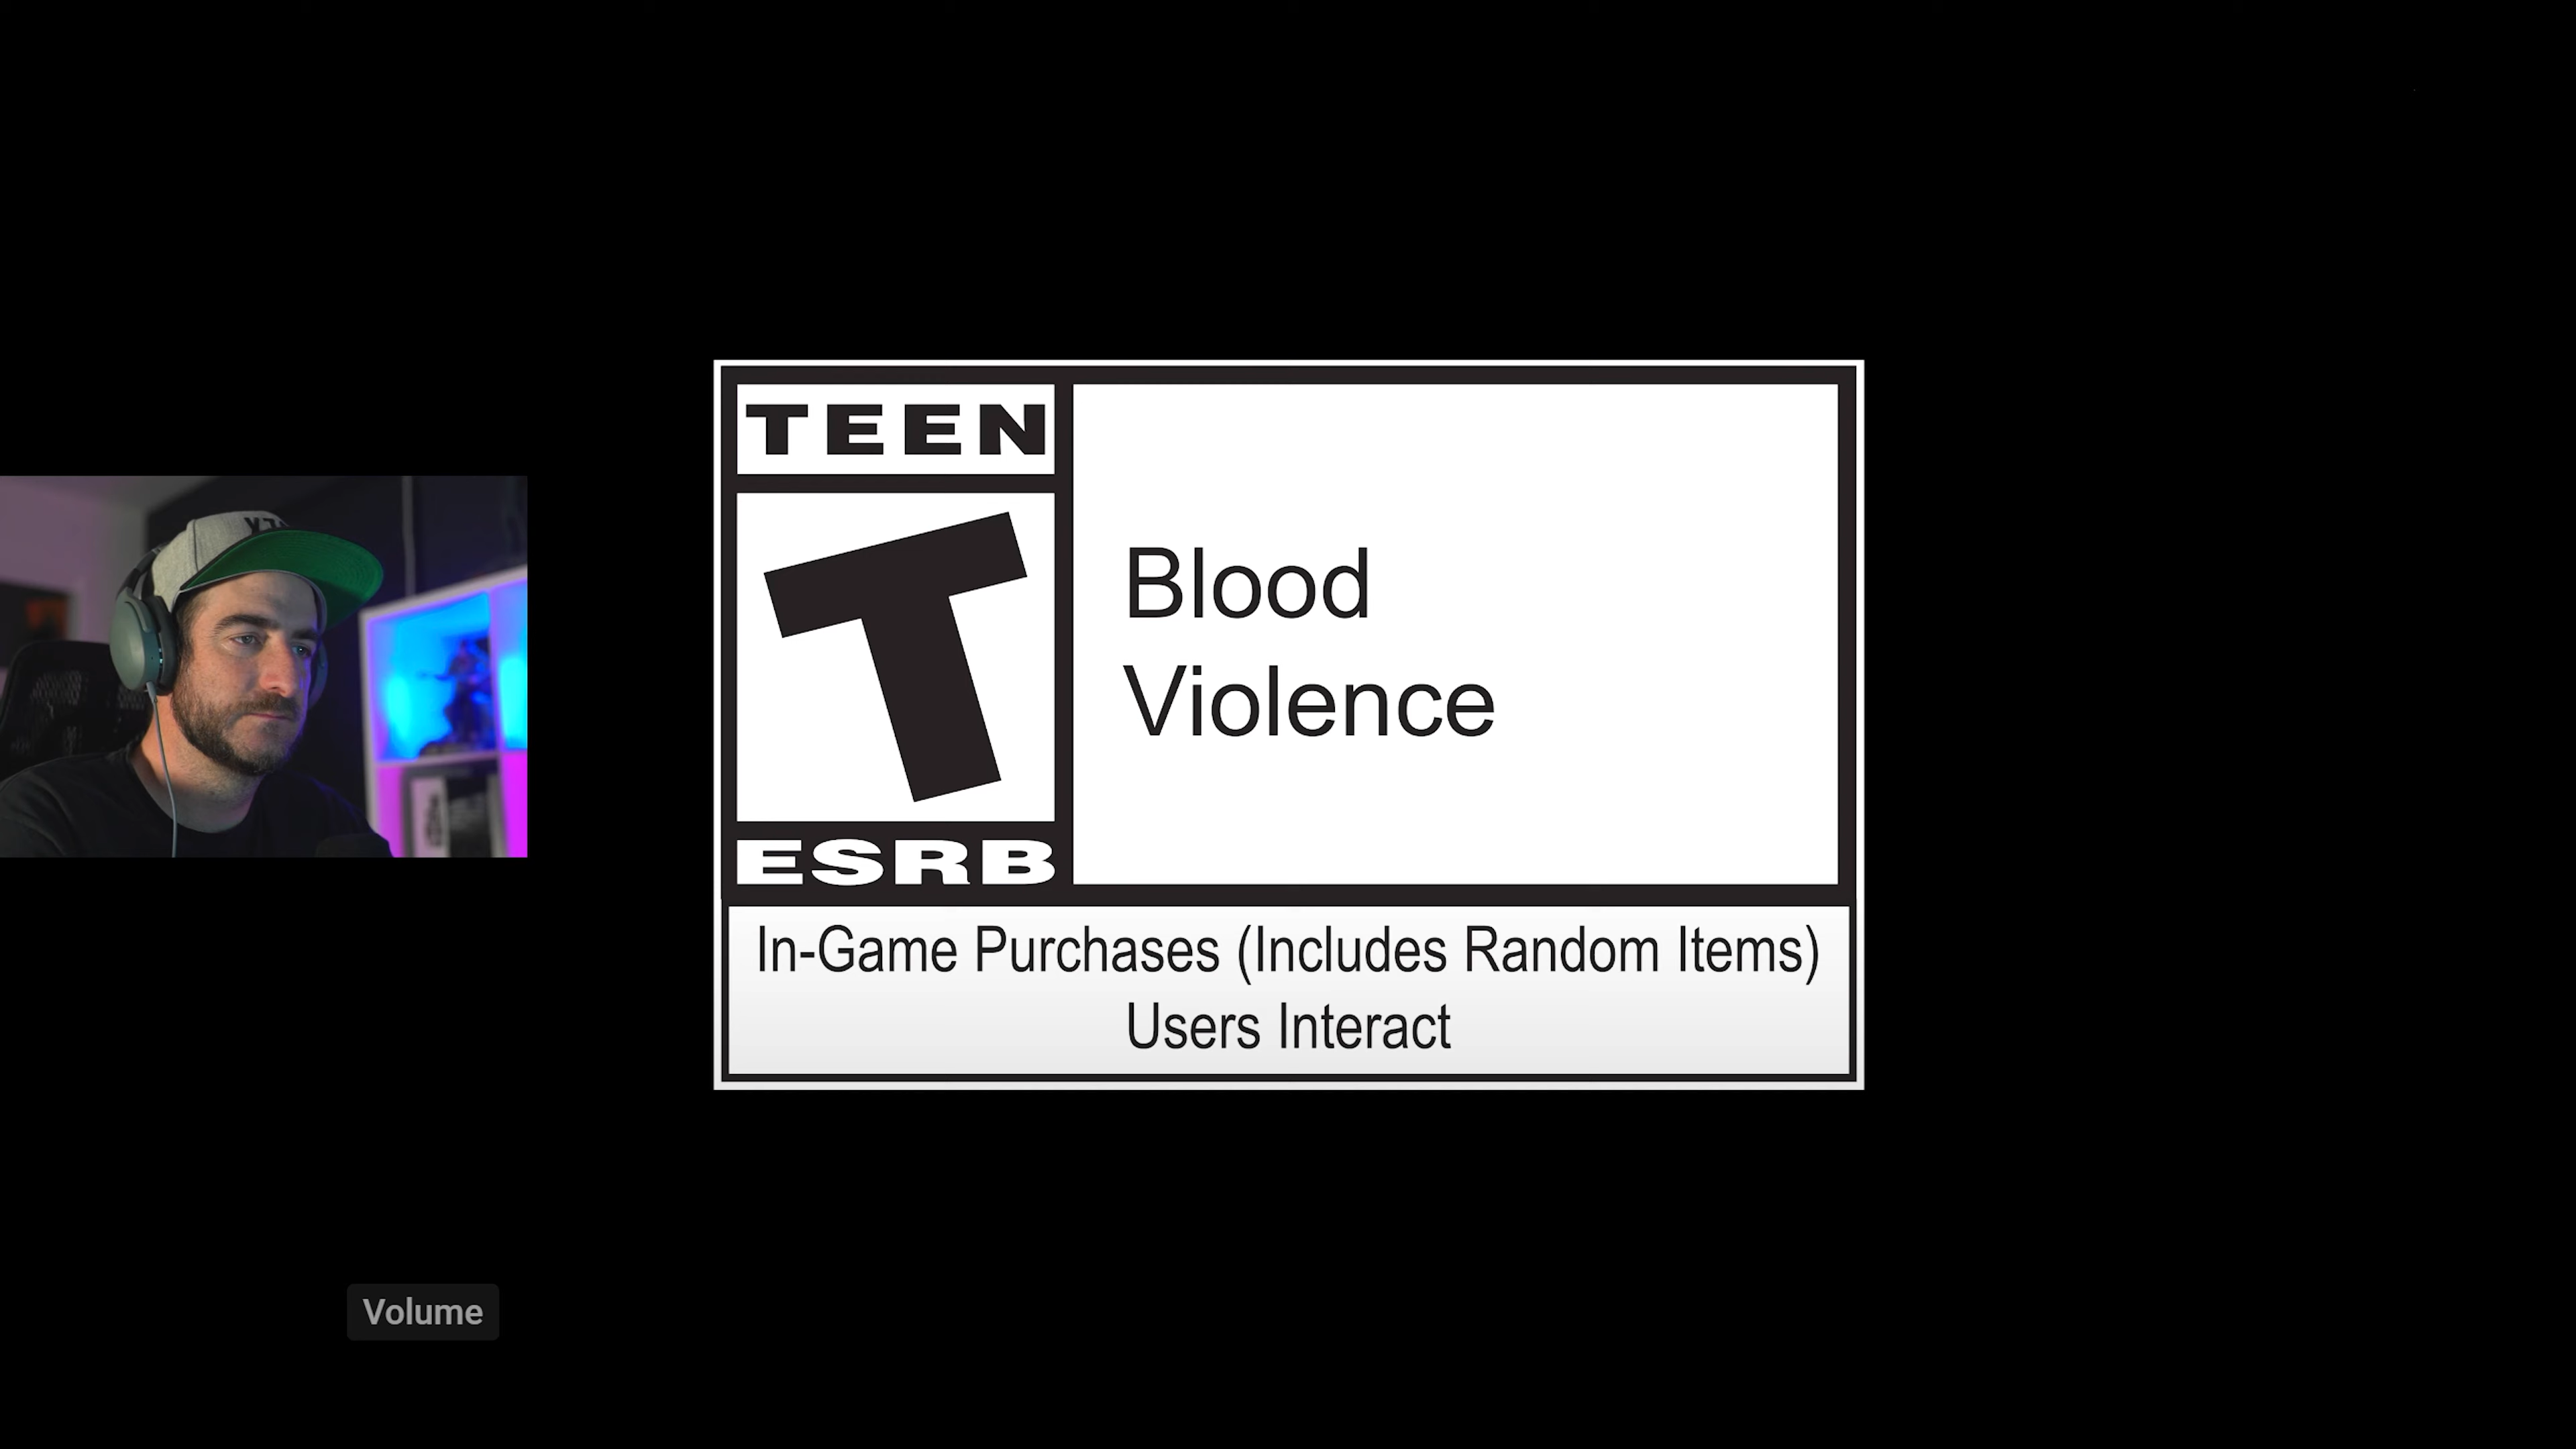 TEEN
T
ESRB
Blood
Violence
In-Game Purchases (Includes Random Items)
Users Interact
Volume